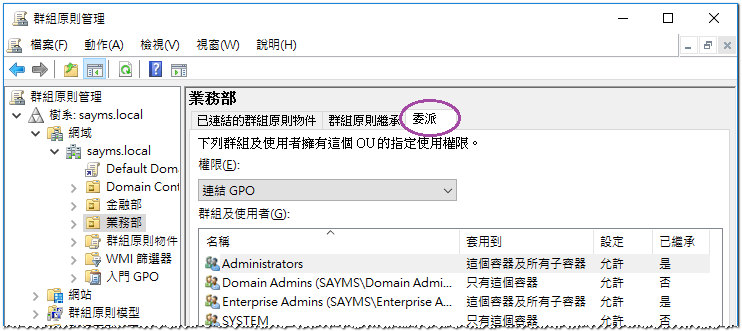 群組原則管理
檔案(F) 動作(A) 檢視(V) 視窗(W) 說明(H)
群組原則管理
樹系: sayms.local
網域
sayms.local
Default Doma
Domain Cont
金融部
業務部
群組原則物件
WMI 篩選器
入門 GPO
網站
群組原則模型
業務部
已連結的群組原則物件 群組原則繼承 委派
下列群組及使用者擁有這個 OU 的指定使用權限。
權限(E):
連結 GPO
群組及使用者(G):
名稱 套用到 設定 已繼承
Administrators 這個容器及所有子容器 允許 是
Domain Admins (SAYMS\Domain Admi... 只有這個容器 允許 否
Enterprise Admins (SAYMS\Enterprise A... 這個容器及所有子容器 允許 是
SYSTEM 只有這個容器 允許 否